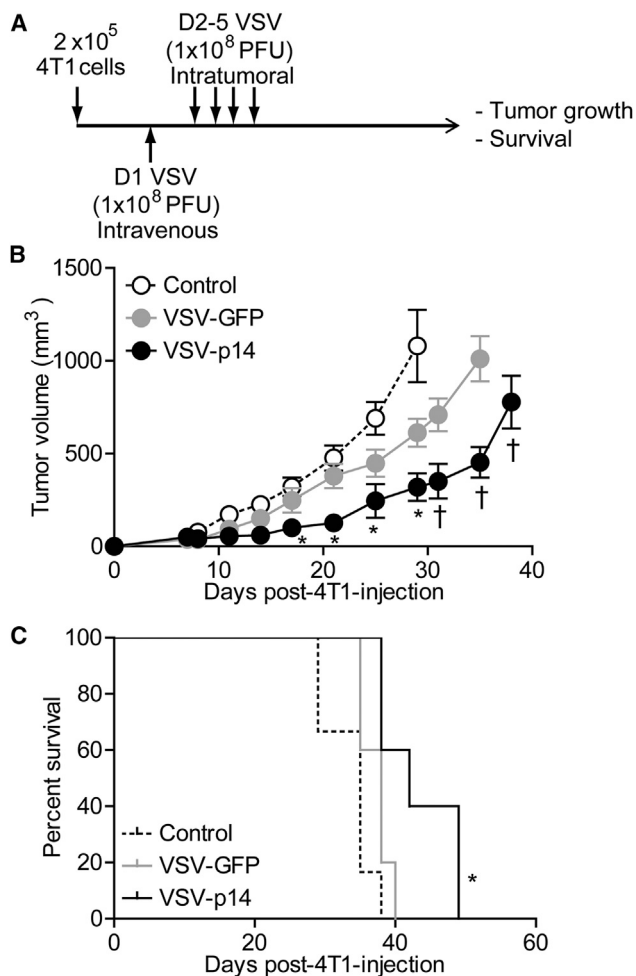 A
2 x10⁵
4T1 cells
D2-5 VSV
(1x10⁸ PFU)
Intratumoral
- Tumor growth
- Survival
D1 VSV
(1x10⁸ PFU)
Intravenous
B
Tumor volume (mm³ )
1500
1000
500
0
Control
VSV-GFP
VSV-p14
* * * * † † †
0 20 30 40
10
Days post-4T1-injection
C
Percent survival
100
80
60
40
20
0
Control
VSV-GFP
VSV-p14
*
0 20 40 60
Days post-4T1-injection